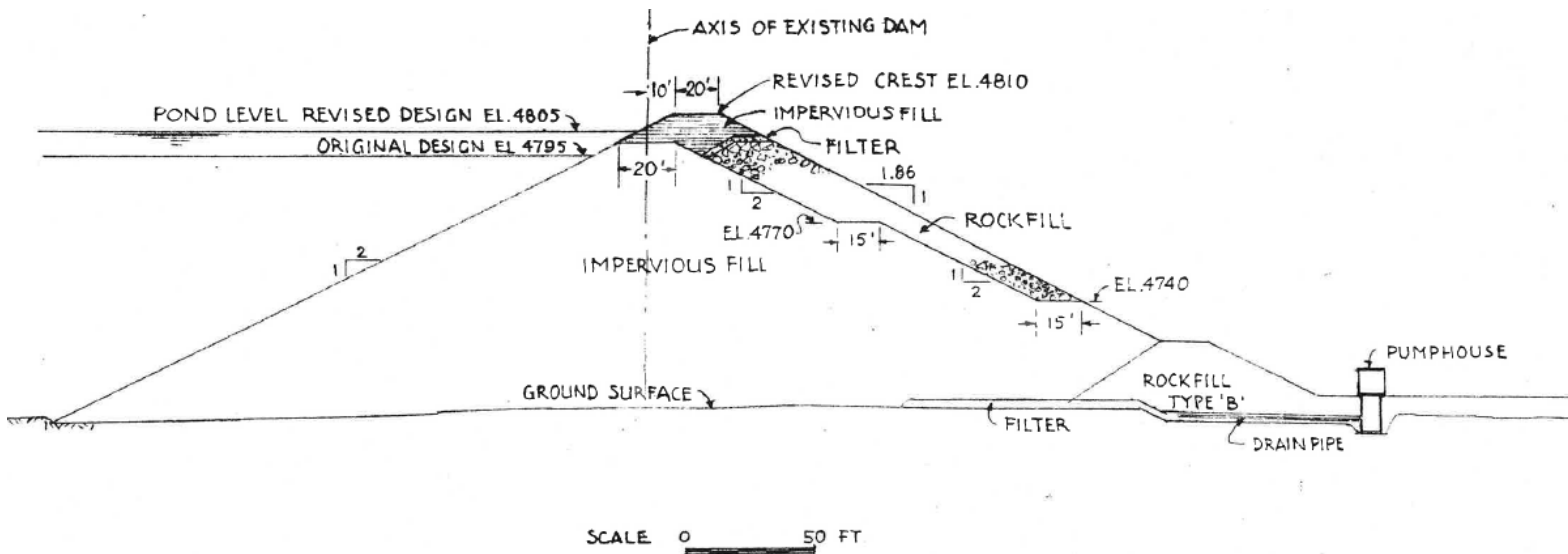 AXIS OF EXISTING DAM
10' 20'
REVISED CREST EL.4810
POND LEVEL REVISED DESIGN EL.4805
IMPERVIOUS FILL
ORIGINAL DESIGN EL 4795
FILTER
20'
1.86
1
1
2
ROCKFILL
EL.4770
15'
2
1
IMPERVIOUS FILL
1
2
EL.4740
15'
PUMPHOUSE
GROUND SURFACE
ROCKFILL
TYPE 'B'
FILTER
DRAIN PIPE
SCALE 0 50 FT.